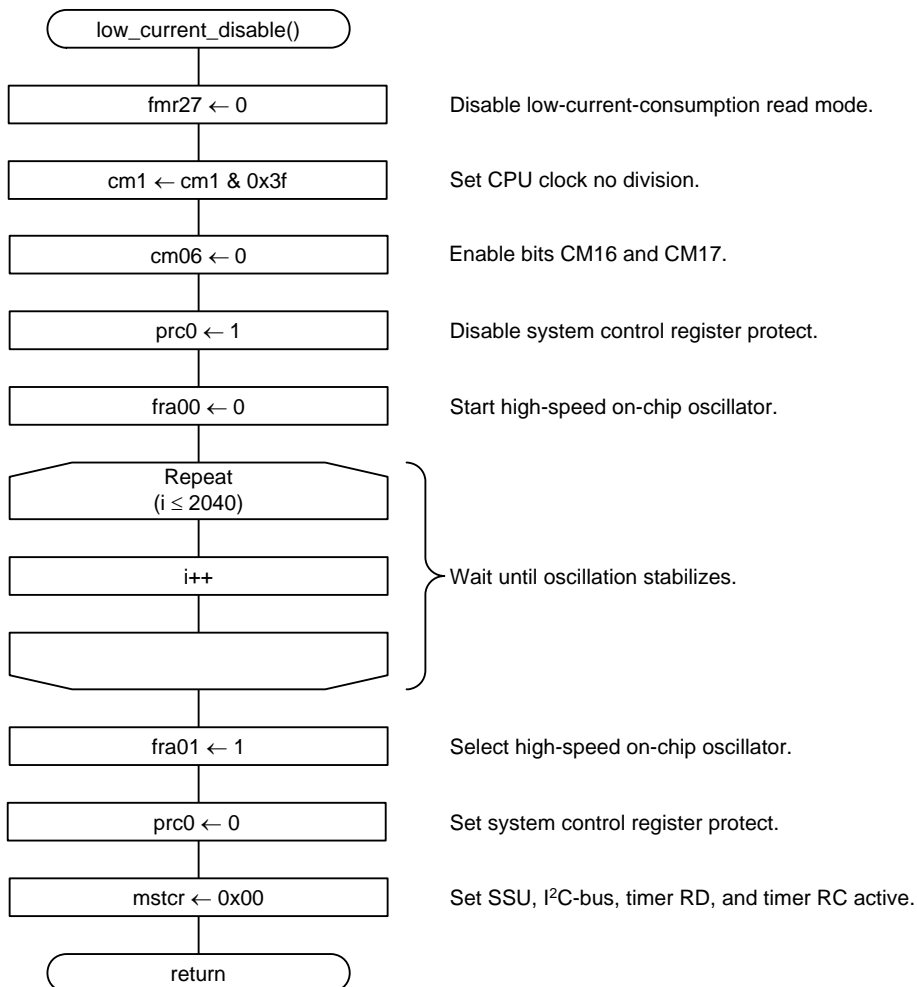 low_current_disable()
fmr27 ← 0
Disable low-current-consumption read mode.
cm1 ← cm1 & 0x3f
Set CPU clock no division.
cm06 ← 0
Enable bits CM16 and CM17.
prc0 ← 1
Disable system control register protect.
fra00 ← 0
Start high-speed on-chip oscillator.
Repeat
(i ≤ 2040)
i++
Wait until oscillation stabilizes.
fra01 ← 1
Select high-speed on-chip oscillator.
prc0 ← 0
Set system control register protect.
mstcr ← 0x00
Set SSU, I²C-bus, timer RD, and timer RC active.
return